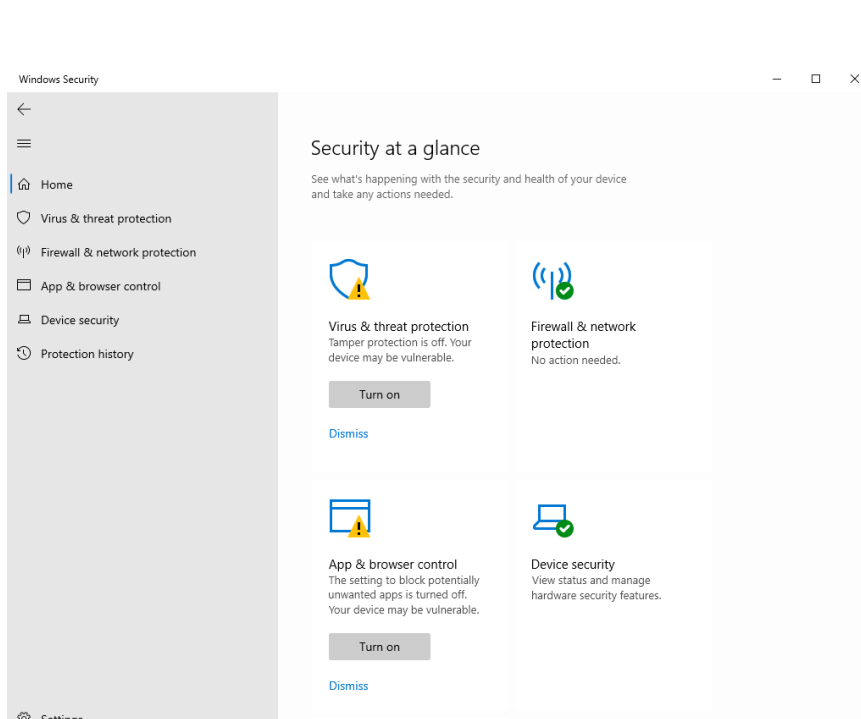 Windows Security
Home
Virus & threat protection
Firewall & network protection
App & browser control
Device security
Protection history
Settings
Security at a glance
See what's happening with the security and health of your device
and take any actions needed.
Virus & threat protection
Tamper protection is off. Your
device may be vulnerable.
Turn on
Dismiss
Firewall & network
protection
No action needed.
App & browser control
The setting to block potentially
unwanted apps is turned off.
Your device may be vulnerable.
Turn on
Dismiss
Device security
View status and manage
hardware security features.